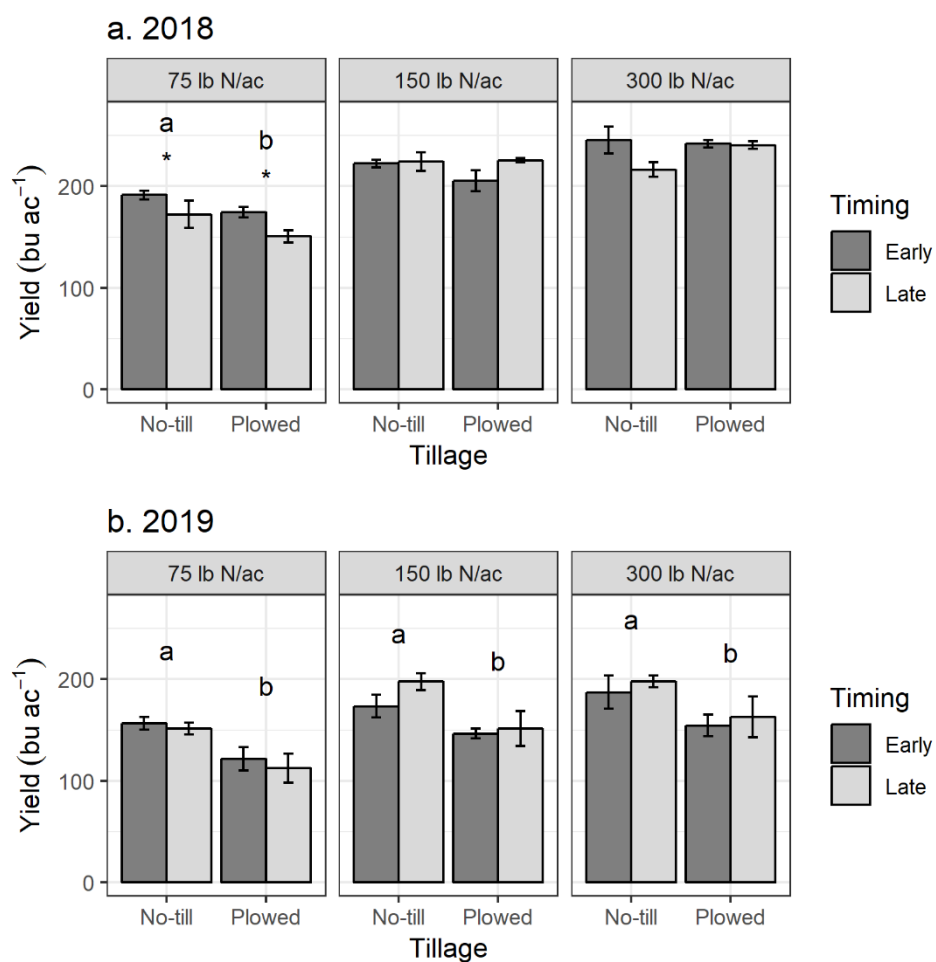 a. 2018
75 lb N/ac 150 lb N/ac 300 lb N/ac
a b
* *
Yield (bu ac⁻¹)
200
100
0
No-till Plowed No-till Plowed No-till Plowed
Tillage
Timing
Early
Late
b. 2019
75 lb N/ac 150 lb N/ac 300 lb N/ac
a b a b a b
Yield (bu ac⁻¹)
200
100
0
No-till Plowed No-till Plowed No-till Plowed
Tillage
Timing
Early
Late